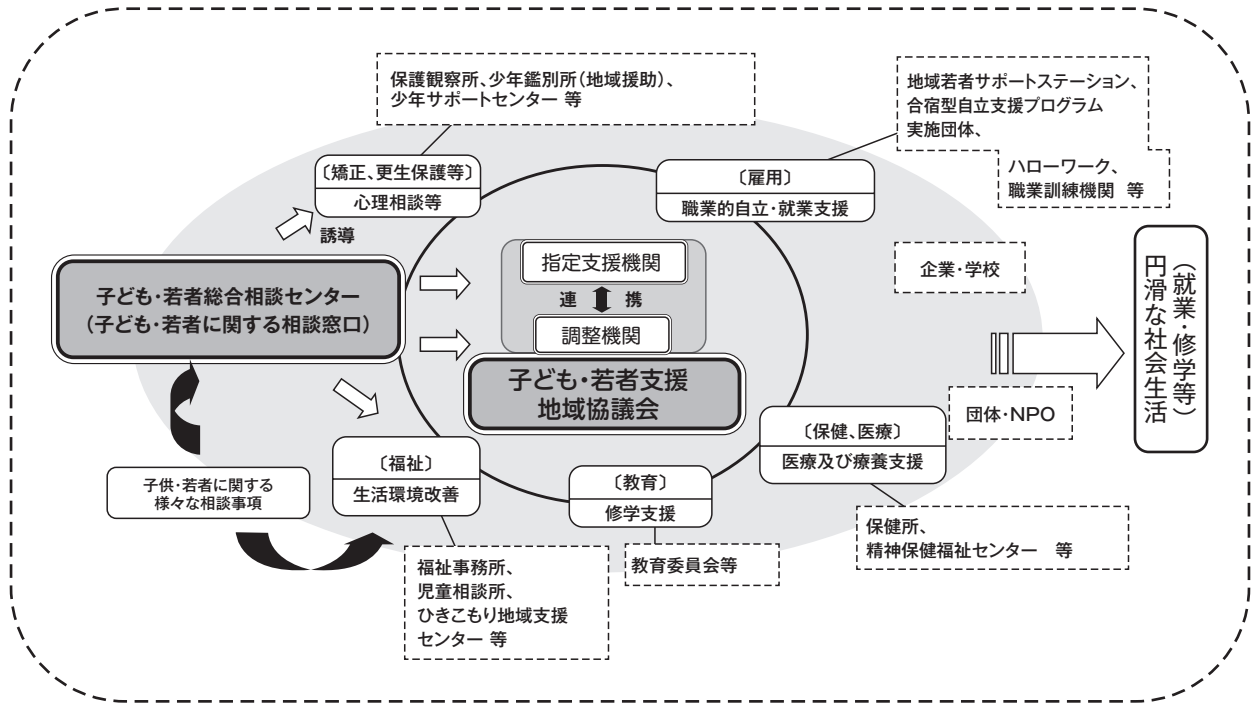 保護観察所、少年鑑別所（地域援助）、
少年サポートセンター 等
地域若者サポートステーション、
合宿型自立支援プログラム
実施団体、
ハローワーク、
職業訓練機関 等
〔矯正、更生保護等〕
心理相談等
〔雇用〕
職業的自立・就業支援
誘導
子ども・若者総合相談センター
（子ども・若者に関する相談窓口）
指定支援機関
連 携
調整機関
子ども・若者支援
地域協議会
企業・学校
団体・NPO
（就業・修学等）
円滑な社会生活
〔保健、医療〕
医療及び療養支援
〔福祉〕
生活環境改善
〔教育〕
修学支援
子供・若者に関する
様々な相談事項
福祉事務所、
児童相談所、
ひきこもり地域支援
センター 等
教育委員会等
保健所、
精神保健福祉センター 等